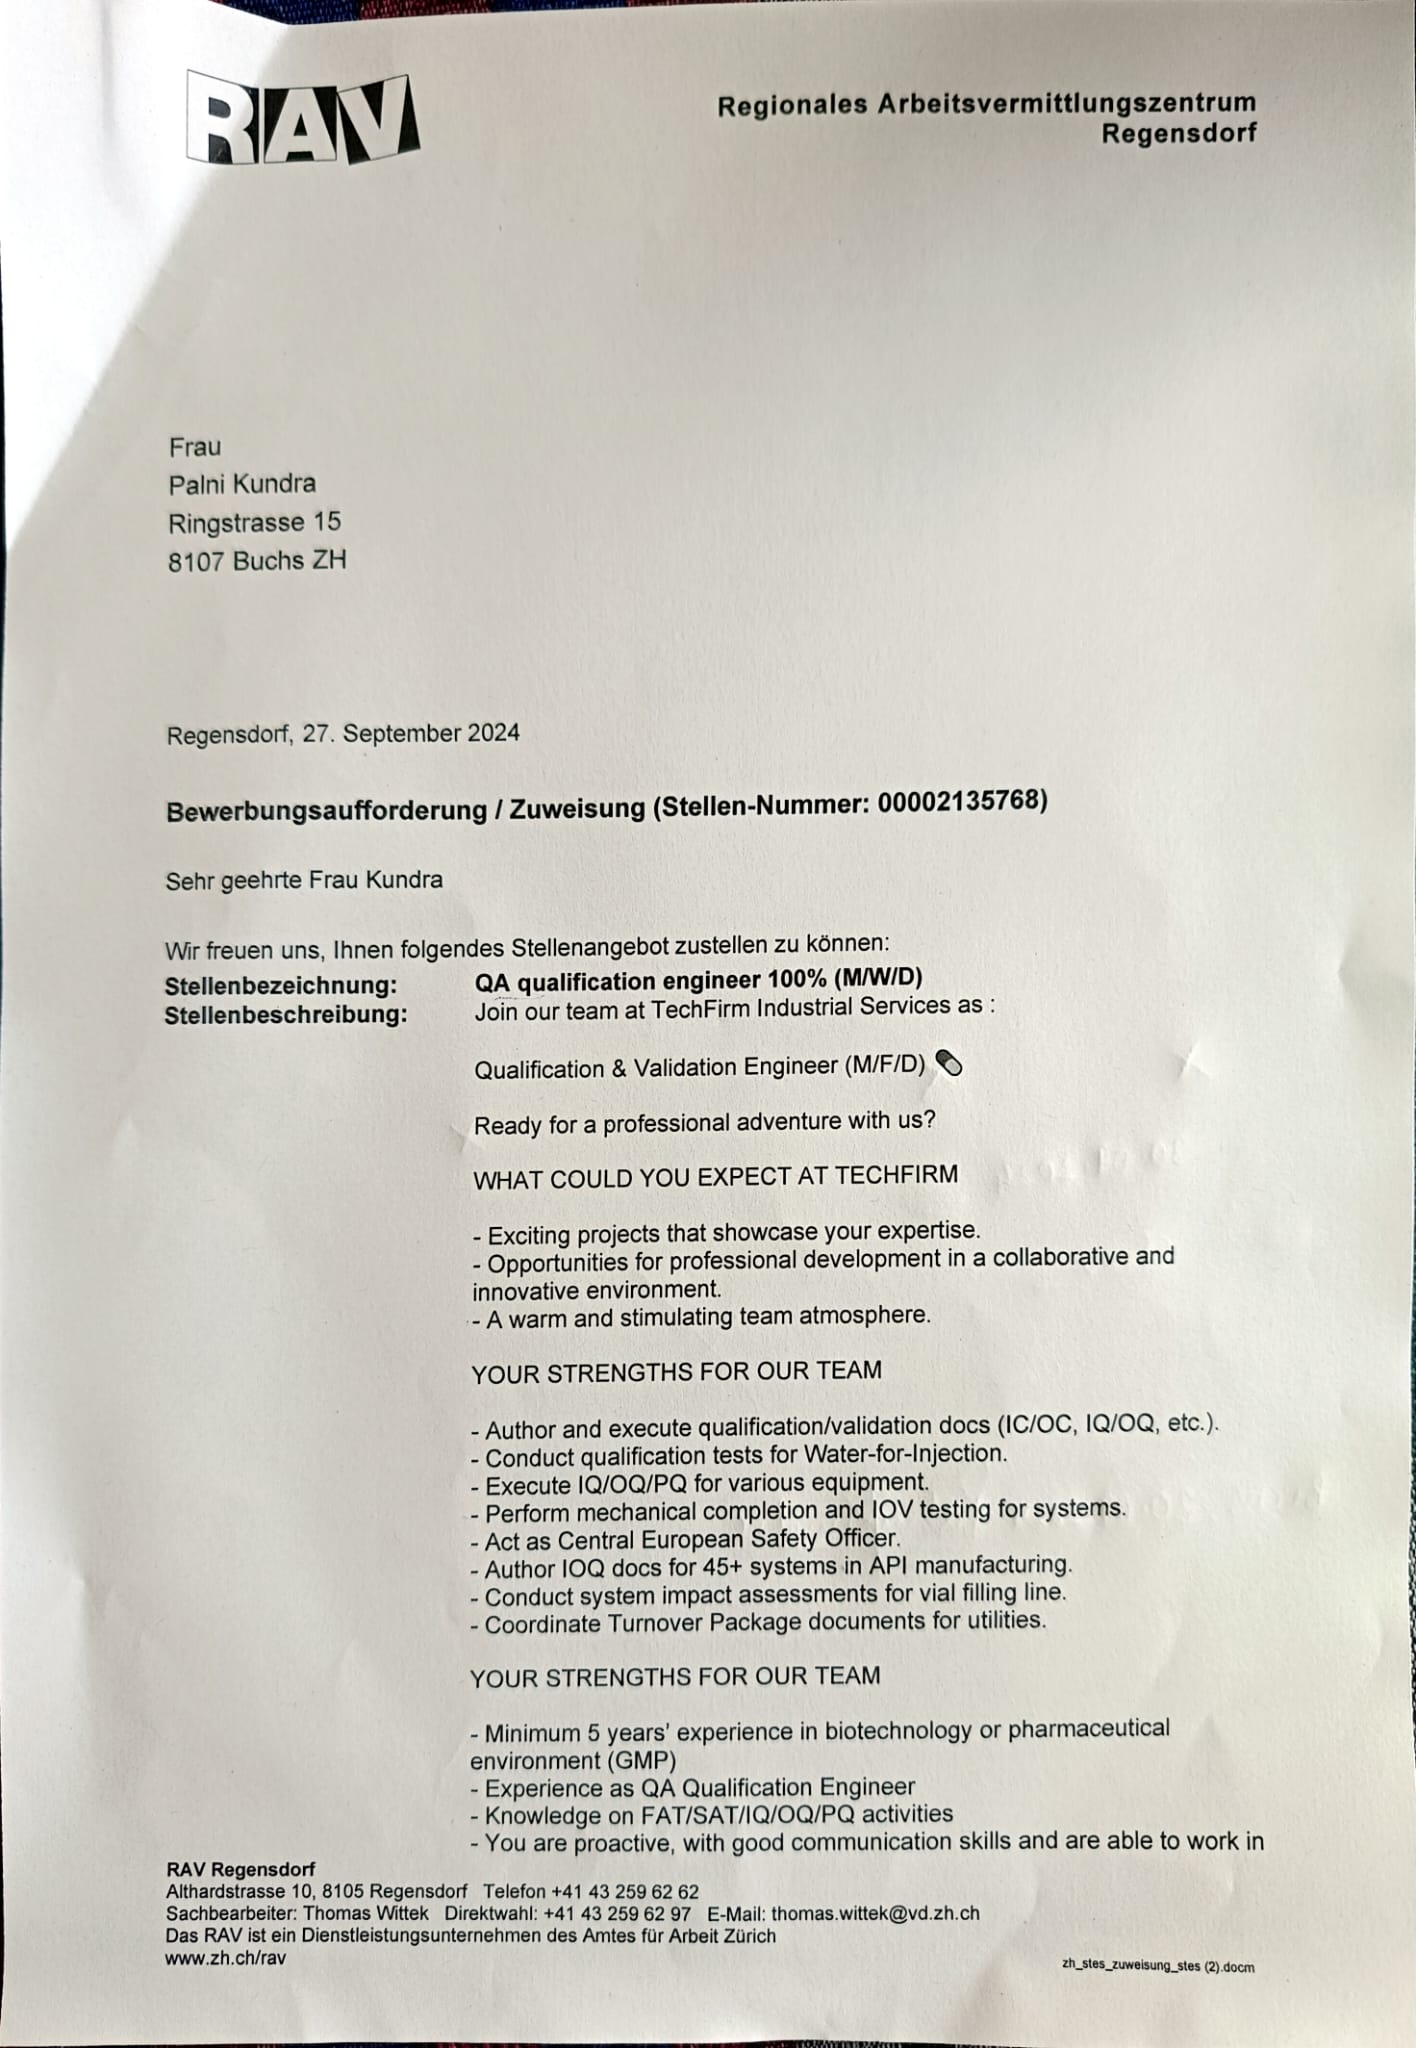 RAV
Regionales Arbeitsvermittlungszentrum
Regensdorf
Frau
Palni Kundra
Ringstrasse 15
8107 Buchs ZH
Regensdorf, 27. September 2024
Bewerbungsaufforderung / Zuweisung (Stellen-Nummer: 00002135768)
Sehr geehrte Frau Kundra
Wir freuen uns, Ihnen folgendes Stellenangebot zustellen zu können:
Stellenbezeichnung: QA qualification engineer 100% (M/W/D)
Stellenbeschreibung: Join our team at TechFirm Industrial Services as :
Qualification & Validation Engineer (M/F/D) 💊
Ready for a professional adventure with us?
WHAT COULD YOU EXPECT AT TECHFIRM
- Exciting projects that showcase your expertise.
- Opportunities for professional development in a collaborative and
innovative environment.
- A warm and stimulating team atmosphere.
YOUR STRENGTHS FOR OUR TEAM
- Author and execute qualification/validation docs (IC/OC, IQ/OQ, etc.).
- Conduct qualification tests for Water-for-Injection.
- Execute IQ/OQ/PQ for various equipment.
- Perform mechanical completion and IOV testing for systems.
- Act as Central European Safety Officer.
- Author IOQ docs for 45+ systems in API manufacturing.
- Conduct system impact assessments for vial filling line.
- Coordinate Turnover Package documents for utilities.
YOUR STRENGTHS FOR OUR TEAM
- Minimum 5 years' experience in biotechnology or pharmaceutical
environment (GMP)
- Experience as QA Qualification Engineer
- Knowledge on FAT/SAT/IQ/OQ/PQ activities
- You are proactive, with good communication skills and are able to work in
RAV Regensdorf
Althardstrasse 10, 8105 Regensdorf Telefon +41 43 259 62 62
Sachbearbeiter: Thomas Wittek Direktwahl: +41 43 259 62 97 E-Mail: thomas.wittek@vd.zh.ch
Das RAV ist ein Dienstleistungsunternehmen des Amtes für Arbeit Zürich
www.zh.ch/rav
zh_stes_zuweisung_stes (2).docm